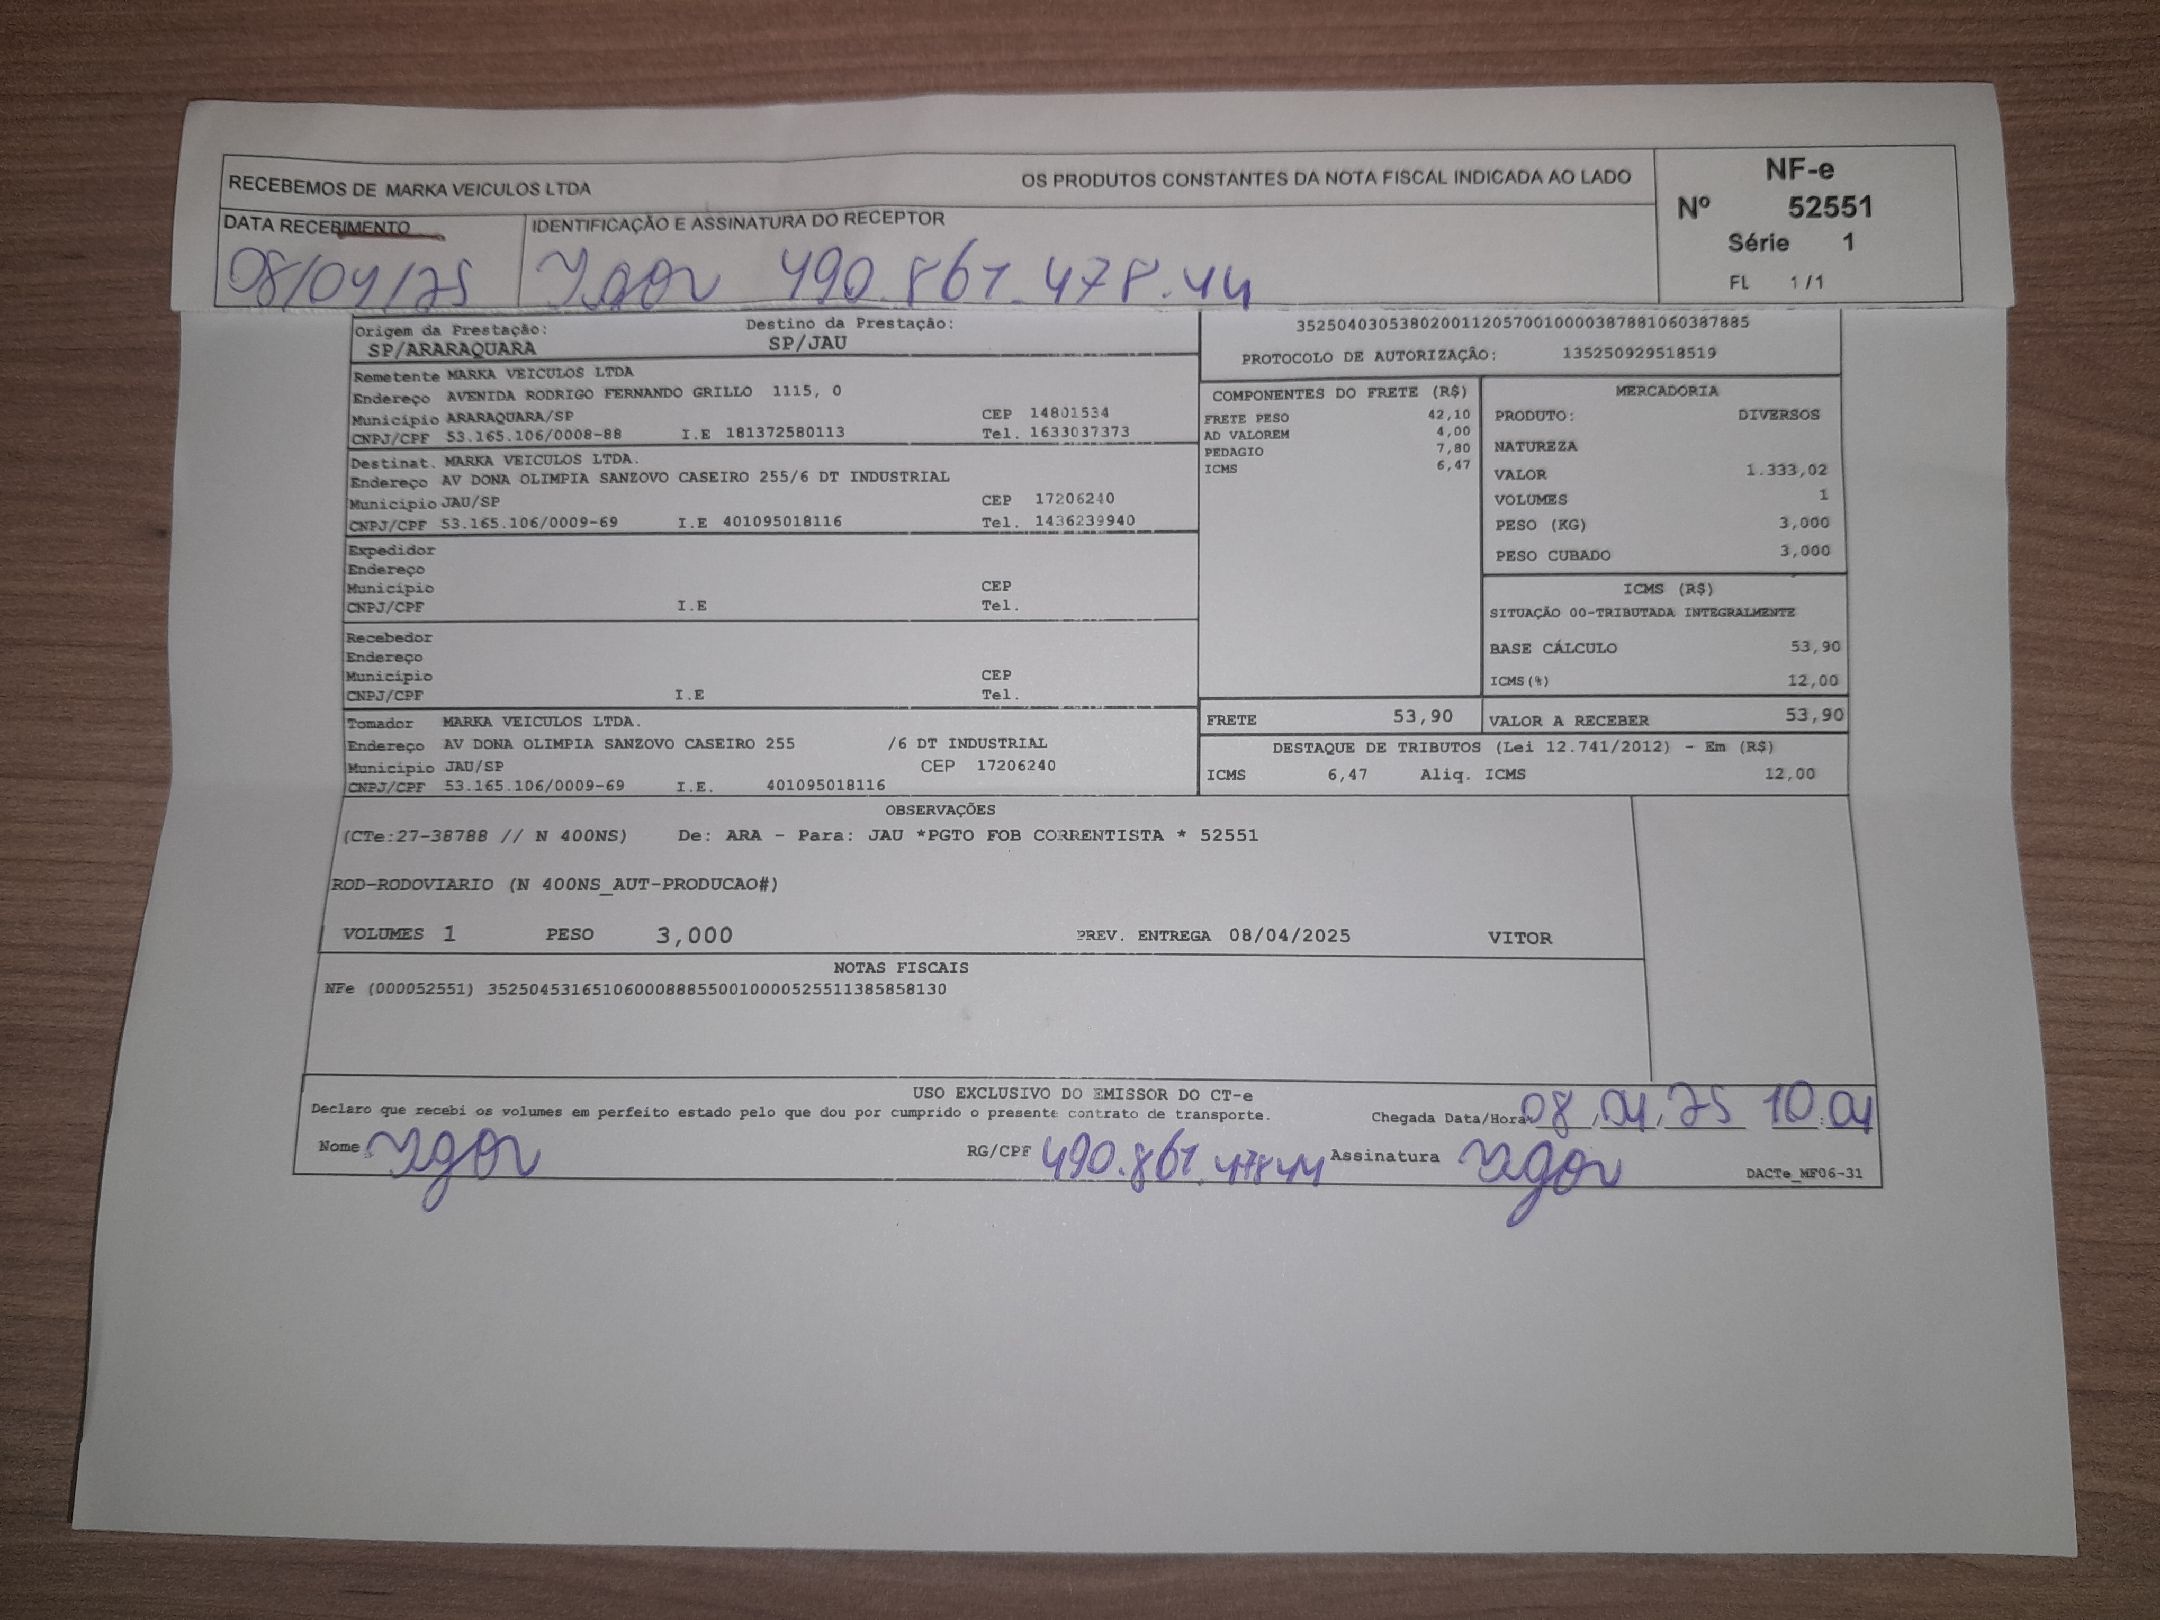 RECEBEMOS DE MARKA VEICULOS LTDA OS PRODUTOS CONSTANTES DA NOTA FISCAL INDICADA AO LADO
NF-e
Nº 52551
Série 1
FL 1/1
DATA RECEBIMENTO IDENTIFICAÇÃO E ASSINATURA DO RECEPTOR
08/04/25 Igor 490.861.478.44
Origem da Prestação: Destino da Prestação:
SP/ARARAQUARA SP/JAU
35250403053802001120570010000387881060387885
PROTOCOLO DE AUTORIZAÇÃO: 135250929518519
Remetente MARKA VEICULOS LTDA
Endereço AVENIDA RODRIGO FERNANDO GRILLO 1115, 0
Município ARARAQUARA/SP CEP 14801534
CNPJ/CPF 53.165.106/0008-88 I.E 181372580113 Tel. 1633037373
Destinat. MARKA VEICULOS LTDA.
Endereço AV DONA OLIMPIA SANZOVO CASEIRO 255/6 DT INDUSTRIAL
Município JAU/SP CEP 17206240
CNPJ/CPF 53.165.106/0009-69 I.E 401095018116 Tel. 1436239940
Expedidor
Endereço
Município CEP
CNPJ/CPF I.E Tel.
Recebedor
Endereço
Município CEP
CNPJ/CPF I.E Tel.
Tomador MARKA VEICULOS LTDA.
Endereço AV DONA OLIMPIA SANZOVO CASEIRO 255 /6 DT INDUSTRIAL
Município JAU/SP CEP 17206240
CNPJ/CPF 53.165.106/0009-69 I.E. 401095018116
COMPONENTES DO FRETE (R$)
FRETE PESO 42,10
AD VALOREM 4,00
PEDAGIO 7,80
ICMS 6,47
MERCADORIA
PRODUTO: DIVERSOS
NATUREZA
VALOR 1.333,02
VOLUMES 1
PESO (KG) 3,000
PESO CUBADO 3,000
ICMS (R$)
SITUAÇÃO 00-TRIBUTADA INTEGRALMENTE
BASE CÁLCULO 53,90
ICMS(%) 12,00
FRETE 53,90 VALOR A RECEBER 53,90
DESTAQUE DE TRIBUTOS (Lei 12.741/2012) - Em (R$)
ICMS 6,47 Aliq. ICMS 12,00
OBSERVAÇÕES
(CTe:27-38788 // N 400NS) De: ARA - Para: JAU *PGTO FOB CORRENTISTA * 52551
ROD-RODOVIARIO (N 400NS_AUT-PRODUCAO#)
VOLUMES 1 PESO 3,000 PREV. ENTREGA 08/04/2025 VITOR
NOTAS FISCAIS
NFe (000052551) 35250453165106000888550010000525511385858130
USO EXCLUSIVO DO EMISSOR DO CT-e
Declaro que recebi os volumes em perfeito estado pelo que dou por cumprido o presente contrato de transporte. Chegada Data/Hora 08/04/25 10:04
Nome Igor RG/CPF 490.861.478 44 Assinatura Igor
DACTe_MF06-31